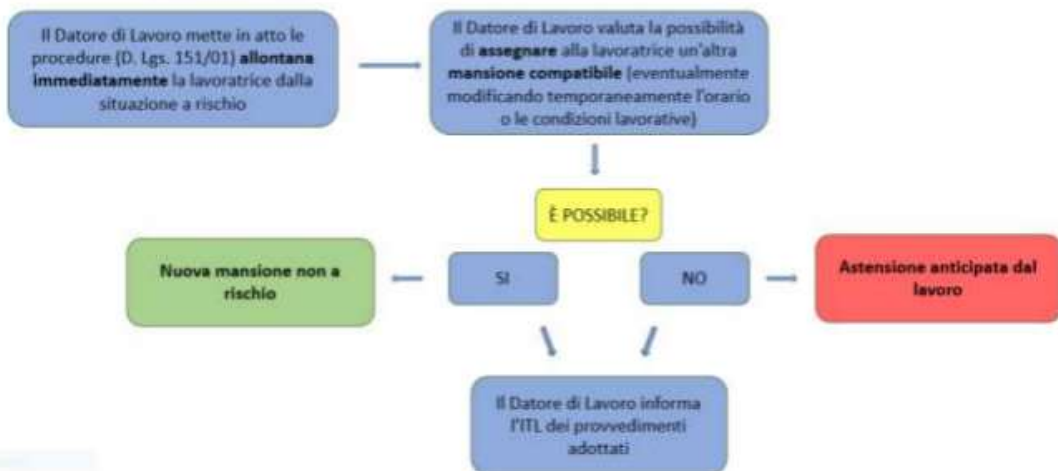 Il Datore di Lavoro mette in atto le
procedure (D. Lgs. 151/01) allontana
immediatamente la lavoratrice dalla
situazione a rischio
Il Datore di Lavoro valuta la possibilità
di assegnare alla lavoratrice un'altra
mansione compatibile (eventualmente
modificando temporaneamente l'orario
o le condizioni lavorative)
È POSSIBILE?
Nuova mansione non a
rischio
SI
NO
Astensione anticipata dal
lavoro
Il Datore di Lavoro informa
l'ITL dei provvedimenti
adottati